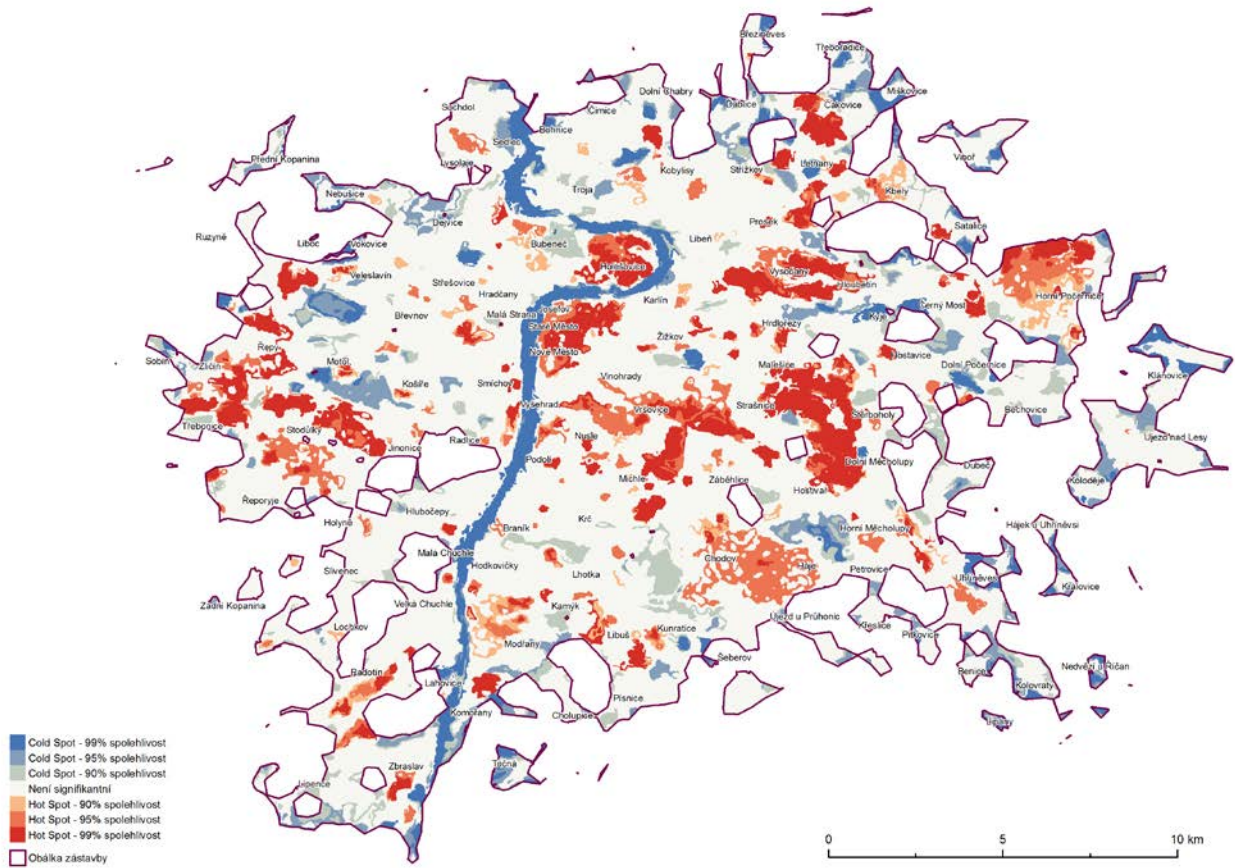 Březiněves
Třeboradice
Miškovice
Dolní Chabry
Ďáblice
Čakovice
Suchdol
Čimice
Bohnice
Sedlec
Vinoř
Přední Kopanina
Lysolaje
Kobylisy
Střížkov
Letňany
Kbely
Nebušice
Troja
Dejvice
Prosek
Satalice
Ruzyně
Liboc
Vokovice
Bubeneč
Libeň
Holešovice
Vysočany
Veleslavín
Střešovice
Hloubětín
Horní Počernice
Hradčany
Karlín
Černý Most
Malá Strana
Josefov
Břevnov
Staré Město
Hrdlořezy
Kyje
Žižkov
Řepy
Nové Město
Hostavice
Sobín
Zličín
Motol
Malešice
Dolní Počernice
Klánovice
Košíře
Smíchov
Vinohrady
Vyšehrad
Vršovice
Strašnice
Štěrboholy
Běchovice
Třebonice
Stodůlky
Nusle
Radlice
Újezd nad Lesy
Jinonice
Podolí
Dolní Měcholupy
Michle
Záběhlice
Dubeč
Koloděje
Hostivař
Řeporyje
Hlubočepy
Holyně
Braník
Krč
Horní Měcholupy
Hájek u Uhříněvsi
Malá Chuchle
Hodkovičky
Chodov
Háje
Petrovice
Slivenec
Lhotka
Uhříněves
Královice
Zadní Kopanina
Velká Chuchle
Kamýk
Lochkov
Libuš
Kunratice
Újezd u Průhonic
Křeslice
Pitkovice
Modřany
Šeberov
Radotín
Benice
Nedvězí u Říčan
Lahovice
Kolovraty
Písnice
Komořany
Cholupice
Lipany
Zbraslav
Točná
Lipence
Cold Spot - 99% spolehlivost
Cold Spot - 95% spolehlivost
Cold Spot - 90% spolehlivost
Není signifikantní
Hot Spot - 90% spolehlivost
Hot Spot - 95% spolehlivost
Hot Spot - 99% spolehlivost
Obálka zástavby
0 5 10 km